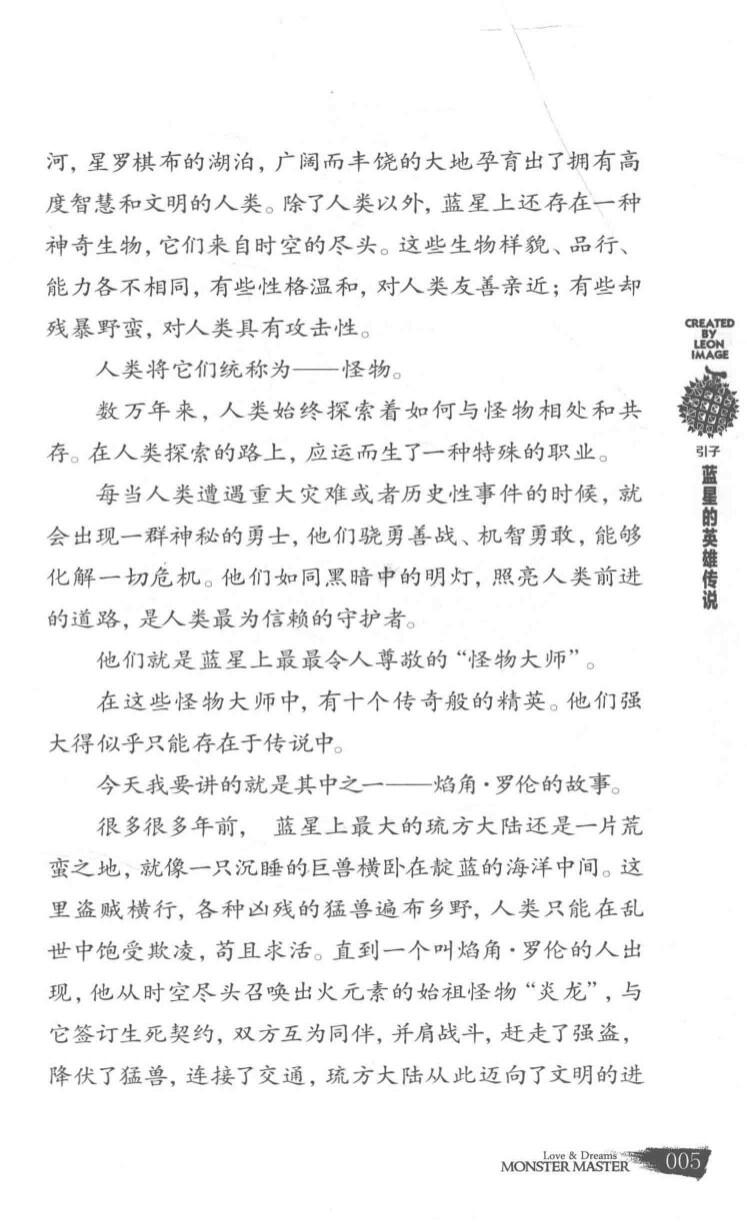 河，星罗棋布的湖泊，广阔而丰饶的大地孕育出了拥有高
度智慧和文明的人类。除了人类以外，蓝星上还存在一种
神奇生物，它们来自时空的尽头。这些生物样貌、品行、
能力各不相同，有些性格温和，对人类友善亲近；有些却
残暴野蛮，对人类具有攻击性。
人类将它们统称为——怪物。
数万年来，人类始终探索着如何与怪物相处和共
存。在人类探索的路上，应运而生了一种特殊的职业。
每当人类遭遇重大灾难或者历史性事件的时候，就
会出现一群神秘的勇士，他们骁勇善战、机智勇敢，能够
化解一切危机。他们如同黑暗中的明灯，照亮人类前进
的道路，是人类最为信赖的守护者。
他们就是蓝星上最最令人尊敬的“怪物大师”。
在这些怪物大师中，有十个传奇般的精英。他们强
大得似乎只能存在于传说中。
今天我要讲的就是其中之一——焰角·罗伦的故事。
很多很多年前， 蓝星上最大的琉方大陆还是一片荒
蛮之地，就像一只沉睡的巨兽横卧在靛蓝的海洋中间。这
里盗贼横行，各种凶残的猛兽遍布乡野，人类只能在乱
世中饱受欺凌，苟且求活。直到一个叫焰角·罗伦的人出
现，他从时空尽头召唤出火元素的始祖怪物“炎龙”，与
它签订生死契约，双方互为同伴，并肩战斗，赶走了强盗，
降伏了猛兽，连接了交通，琉方大陆从此迈向了文明的进
CREATED
BY
LEON
IMAGE
引子
蓝星的英雄传说
Love & Dreams
MONSTER MASTER
005